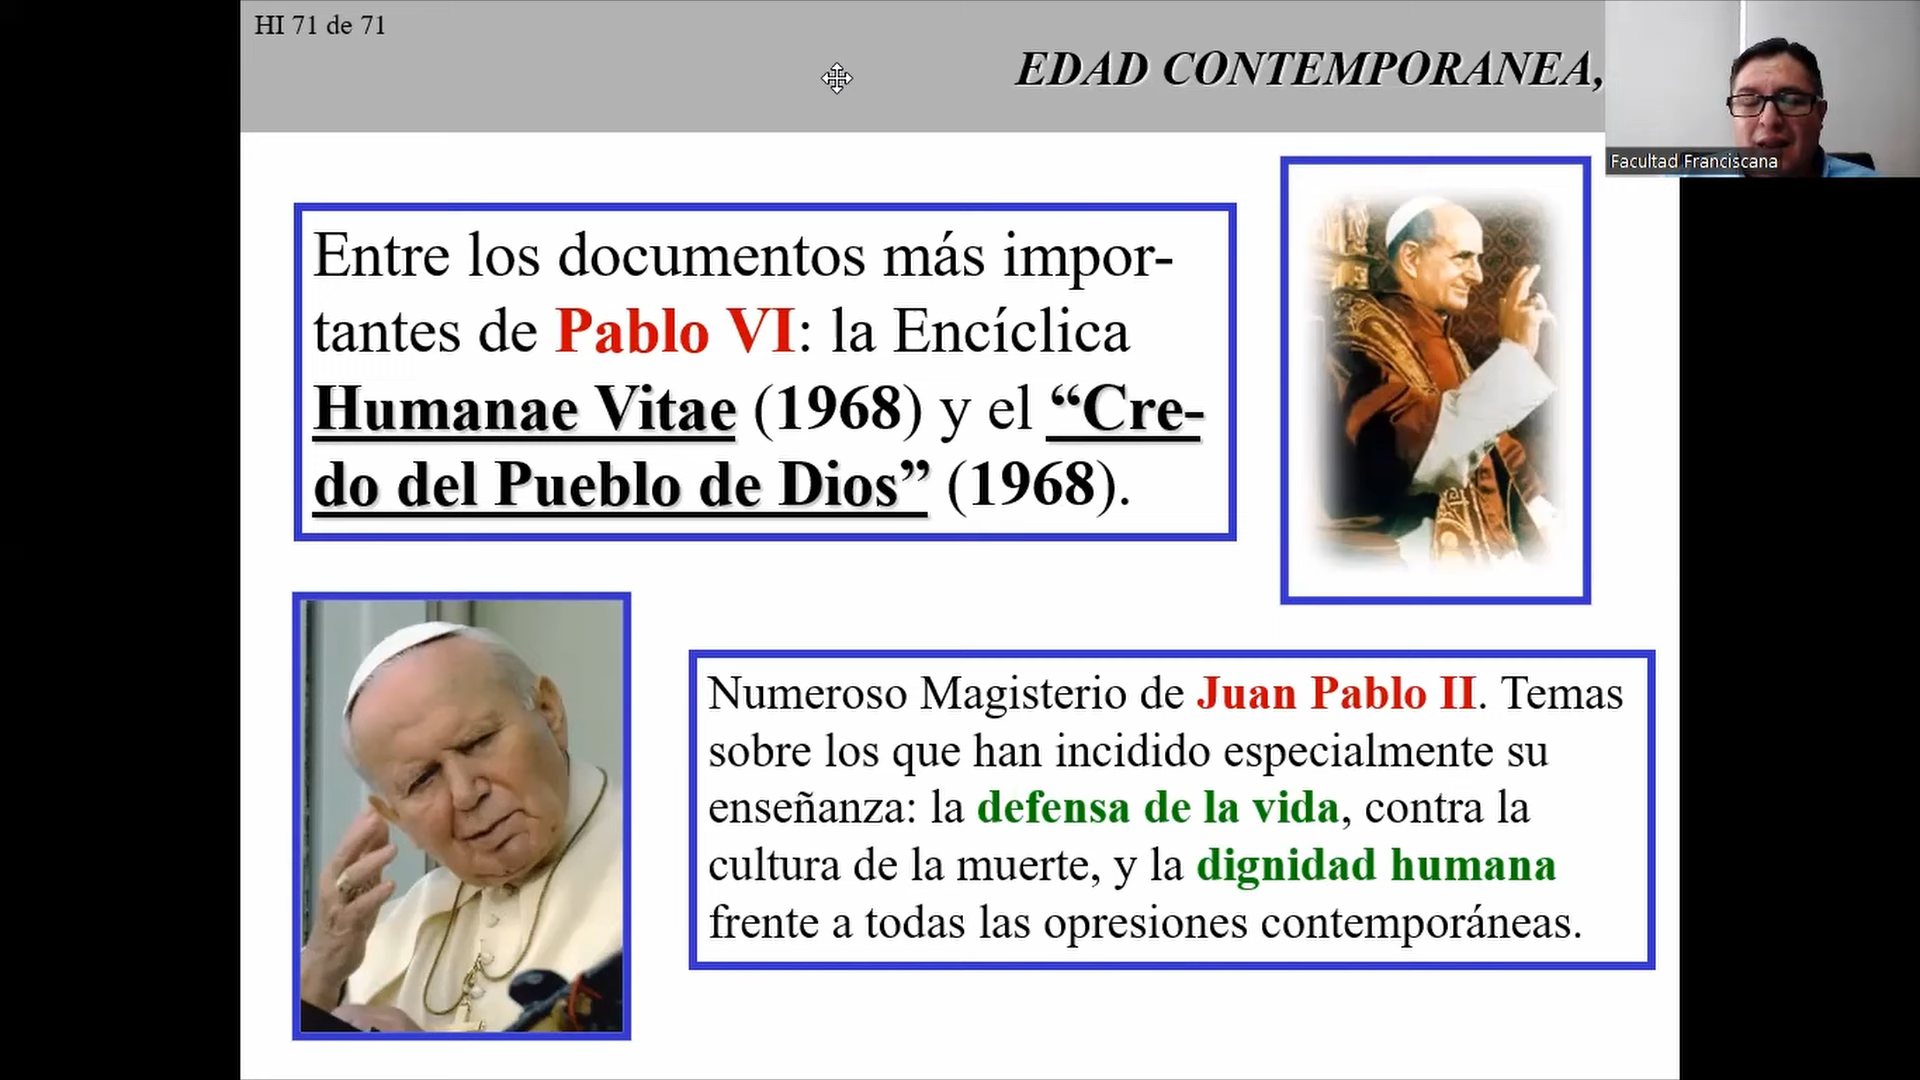 HI 71 de 71
EDAD CONTEMPORANEA,
Facultad Franciscana
Entre los documentos más impor-
tantes de Pablo VI: la Encíclica
Humanae Vitae (1968) y el “Cre-
do del Pueblo de Dios” (1968).
Numeroso Magisterio de Juan Pablo II. Temas
sobre los que han incidido especialmente su
enseñanza: la defensa de la vida, contra la
cultura de la muerte, y la dignidad humana
frente a todas las opresiones contemporáneas.